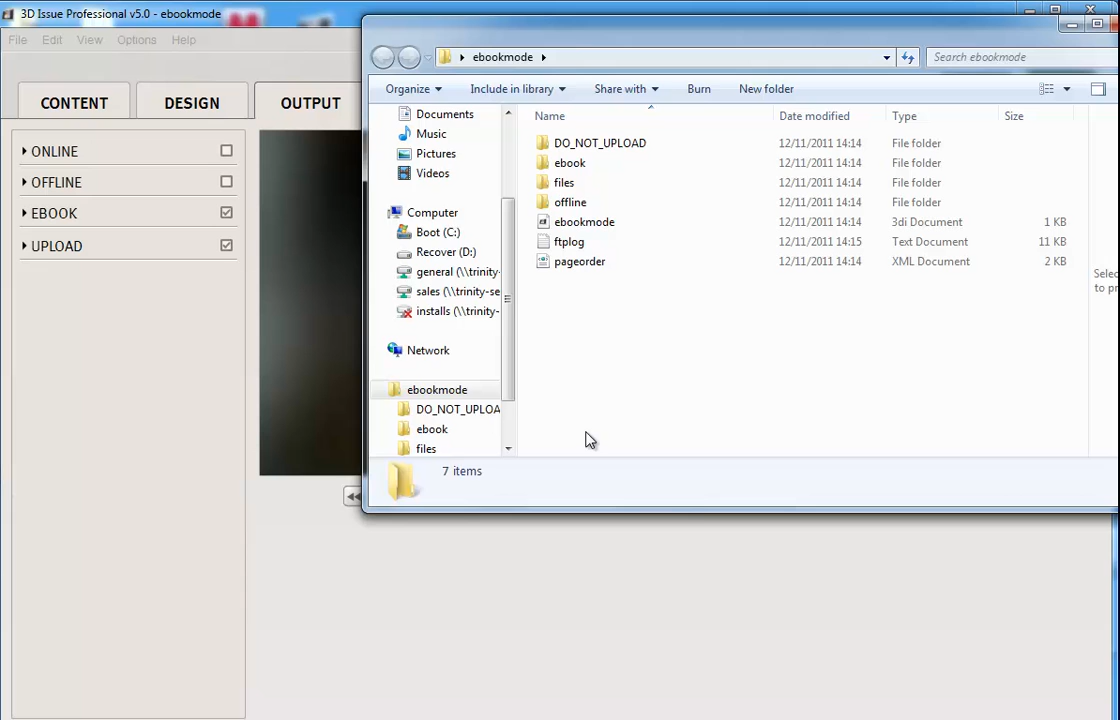 3D Issue Professional v5.0 - ebookmode
File Edit View Options Help
CONTENT DESIGN OUTPUT
ONLINE
OFFLINE
EBOOK
UPLOAD
ebookmode
Search ebookmode
Organize Include in library Share with Burn New folder
Documents
Music
Pictures
Videos
Computer
Boot (C:)
Recover (D:)
general (\\trinity-
sales (\\trinity-se
installs (\\trinity-
Network
ebookmode
DO_NOT_UPLOA
ebook
files
Name Date modified Type Size
DO_NOT_UPLOAD 12/11/2011 14:14 File folder
ebook 12/11/2011 14:14 File folder
files 12/11/2011 14:14 File folder
offline 12/11/2011 14:14 File folder
ebookmode 12/11/2011 14:14 3di Document 1 KB
ftplog 12/11/2011 14:15 Text Document 11 KB
pageorder 12/11/2011 14:14 XML Document 2 KB
Selec
to pr
7 items